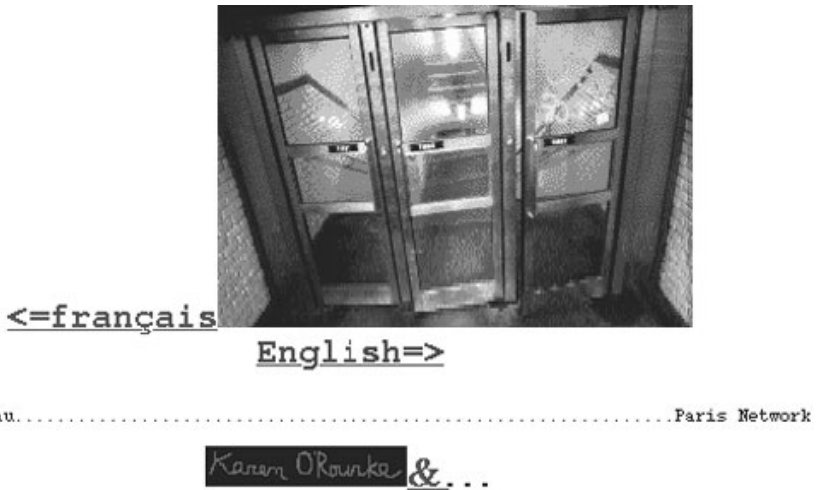 <=français
English=>
u....................................................................Paris Network
Karen O'Rourke &...